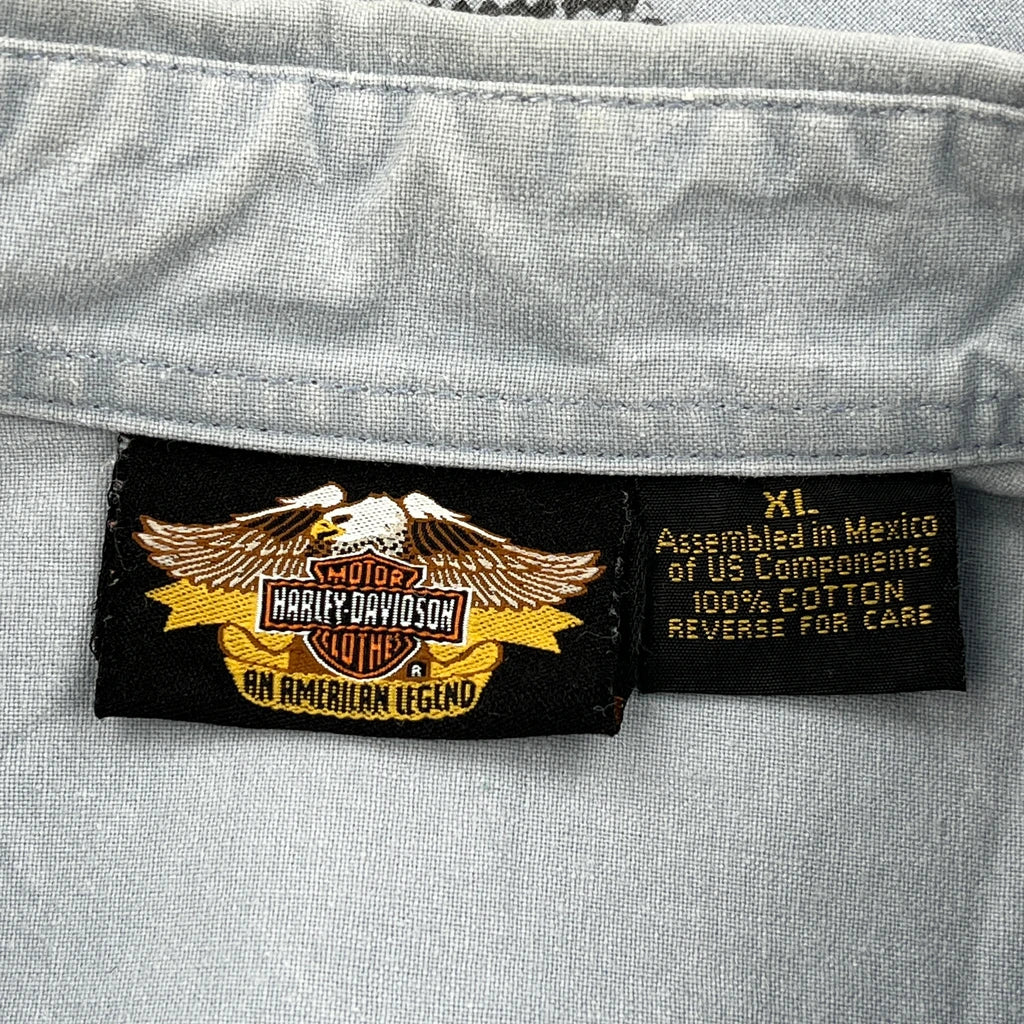 MOTOR
HARLEY-DAVIDSON
CLOTHES
®
AN AMERICAN LEGEND
XL
Assembled in Mexico
of US Components
100% COTTON
REVERSE FOR CARE